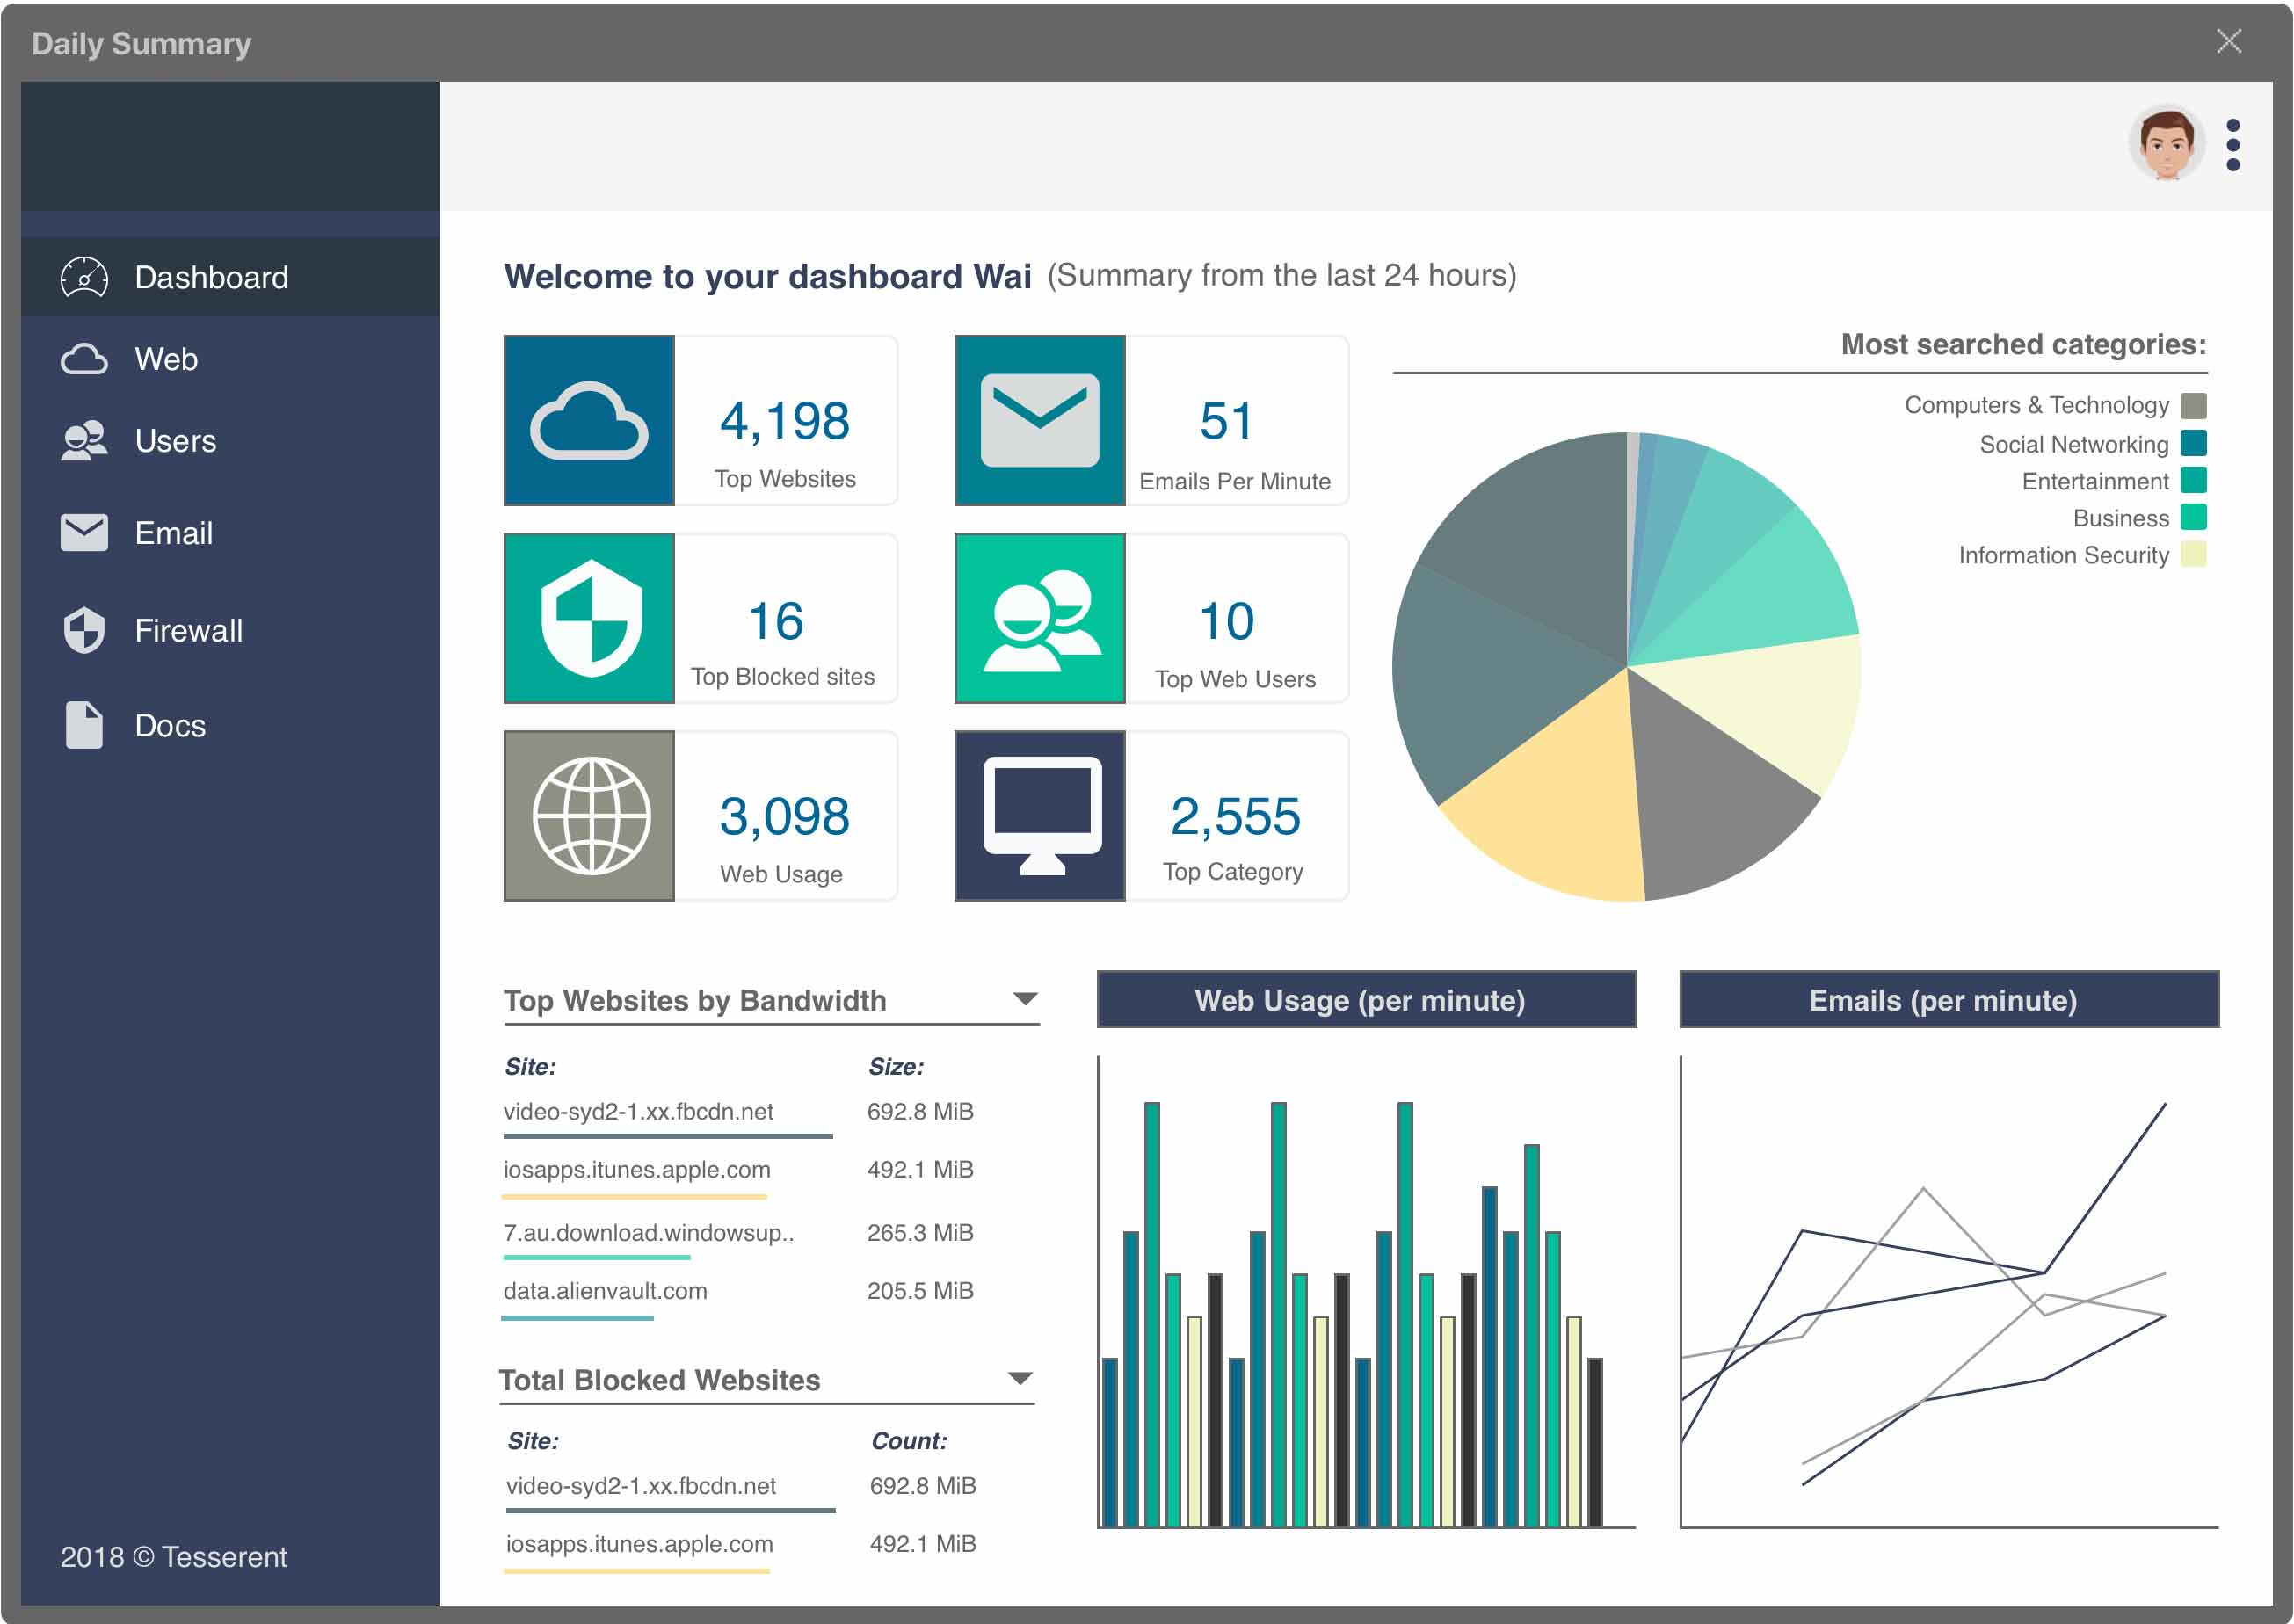 Daily Summary
Dashboard
Web
Users
Email
Firewall
Docs
2018 © Tesserent
Welcome to your dashboard Wai (Summary from the last 24 hours)
4,198
Top Websites
51
Emails Per Minute
16
Top Blocked sites
10
Top Web Users
3,098
Web Usage
2,555
Top Category
Most searched categories:
Computers & Technology
Social Networking
Entertainment
Business
Information Security
Top Websites by Bandwidth
Site: Size:
video-syd2-1.xx.fbcdn.net 692.8 MiB
iosapps.itunes.apple.com 492.1 MiB
7.au.download.windowsup.. 265.3 MiB
data.alienvault.com 205.5 MiB
Total Blocked Websites
Site: Count:
video-syd2-1.xx.fbcdn.net 692.8 MiB
iosapps.itunes.apple.com 492.1 MiB
Web Usage (per minute)
Emails (per minute)